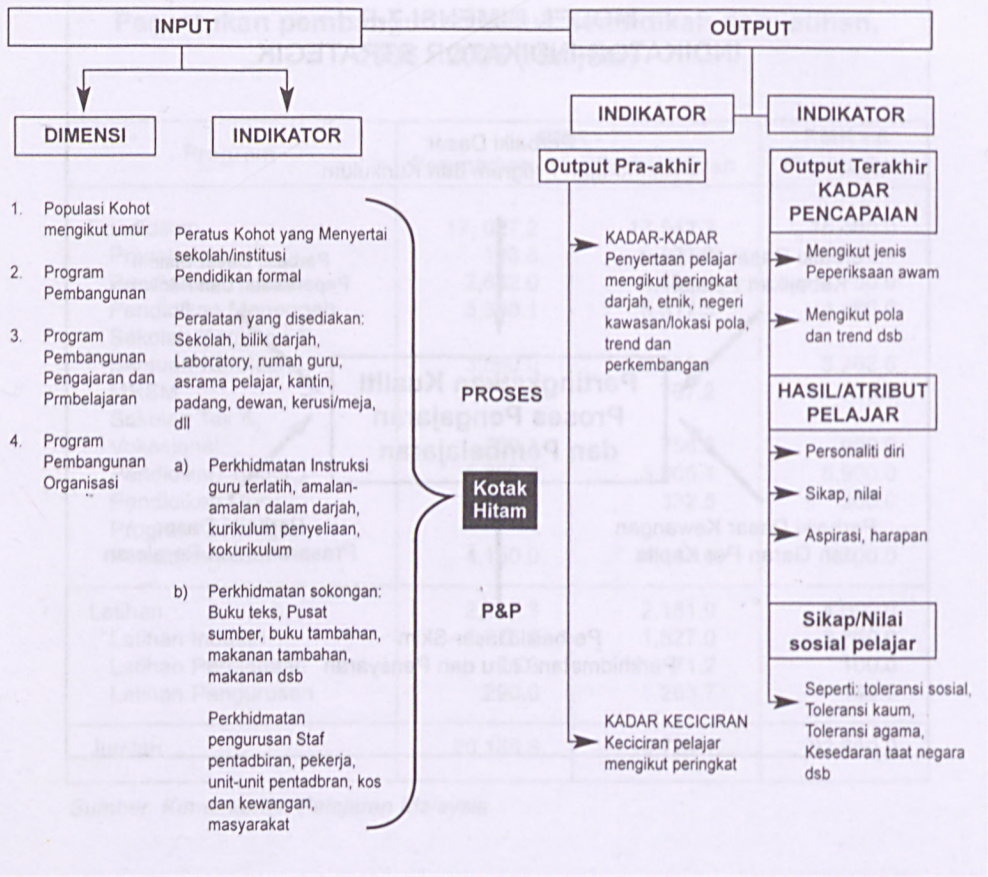 INPUT
OUTPUT
DIMENSI
INDIKATOR
INDIKATOR
INDIKATOR
Output Pra-akhir
Output Terakhir
KADAR
PENCAPAIAN
1. Populasi Kohot
mengikut umur
2. Program
Pembangunan
3. Program
Pembangunan
Pengajaran dan
Prmbelajaran
4. Program
Pembangunan
Organisasi
Peratus Kohot yang Menyertai
sekolah/institusi
Pendidikan formal
Peralatan yang disediakan:
Sekolah, bilik darjah,
Laboratory, rumah guru,
asrama pelajar, kantin,
padang, dewan, kerusi/meja,
dll
a) Perkhidmatan Instruksi
guru terlatih, amalan-
amalan dalam darjah,
kurikulum penyeliaan,
kokurikulum
b) Perkhidmatan sokongan:
Buku teks, Pusat
sumber, buku tambahan,
makanan tambahan,
makanan dsb
Perkhidmatan
pengurusan Staf
pentadbiran, pekerja,
unit-unit pentadbran, kos
dan kewangan,
masyarakat
PROSES
Kotak
Hitam
P&P
KADAR-KADAR
Penyertaan pelajar
mengikut peringkat
darjah, etnik, negeri
kawasan/lokasi pola,
trend dan
perkembangan
KADAR KECICIRAN
Keciciran pelajar
mengikut peringkat
Mengikut jenis
Peperiksaan awam
Mengikut pola
dan trend dsb
HASIL/ATRIBUT
PELAJAR
Personaliti diri
Sikap, nilai
Aspirasi, harapan
Sikap/Nilai
sosial pelajar
Seperti: toleransi sosial,
Toleransi kaum,
Toleransi agama,
Kesedaran taat negara
dsb